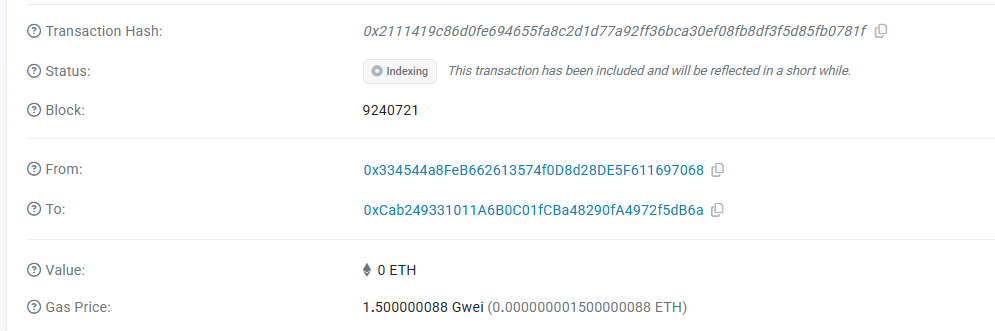 Transaction Hash: 0x2111419c86d0fe694655fa8c2d1d77a92ff36bca30ef08fb8df3f5d85fb0781f
Status: Indexing This transaction has been included and will be reflected in a short while.
Block: 9240721
From: 0x334544a8FeB662613574f0D8d28DE5F611697068
To: 0xCab249331011A6B0C01fCBa48290fA4972f5dB6a
Value: 0 ETH
Gas Price: 1.500000088 Gwei (0.000000001500000088 ETH)